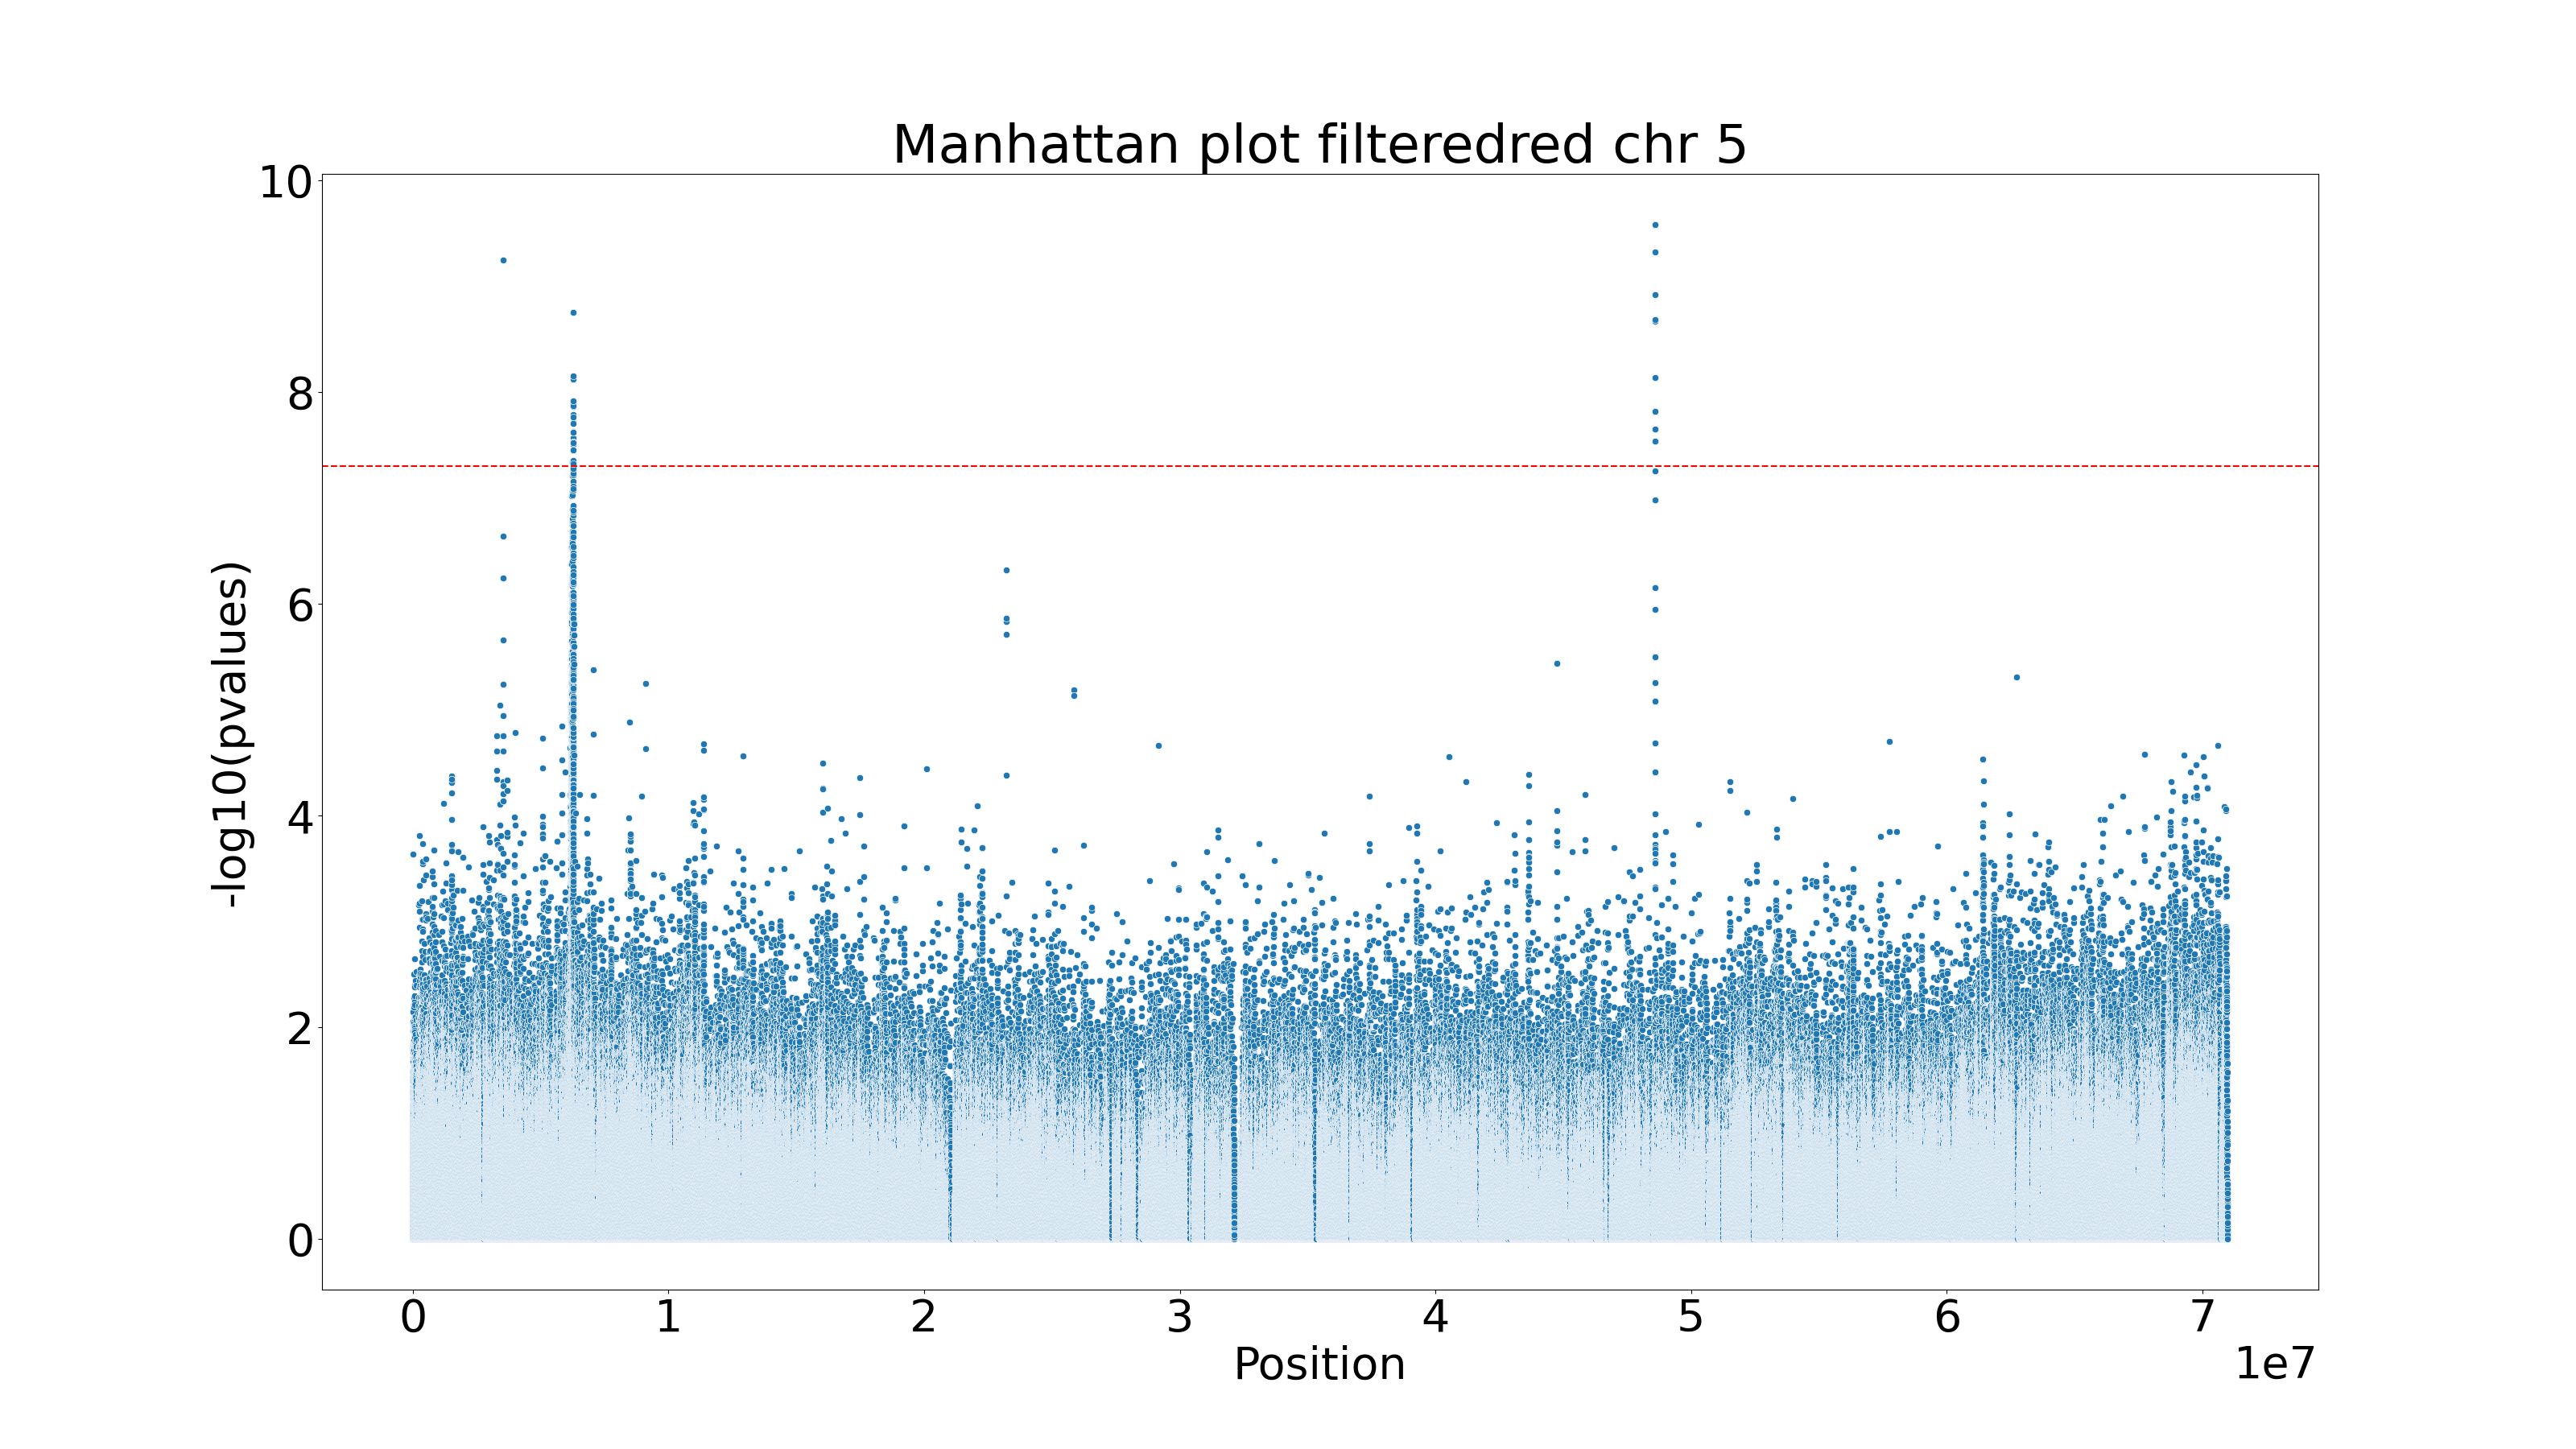 Manhattan plot filteredred chr 5
10
8
6
4
2
0
-log10(pvalues)
0 1 2 3 4 5 6 7
1e7
Position